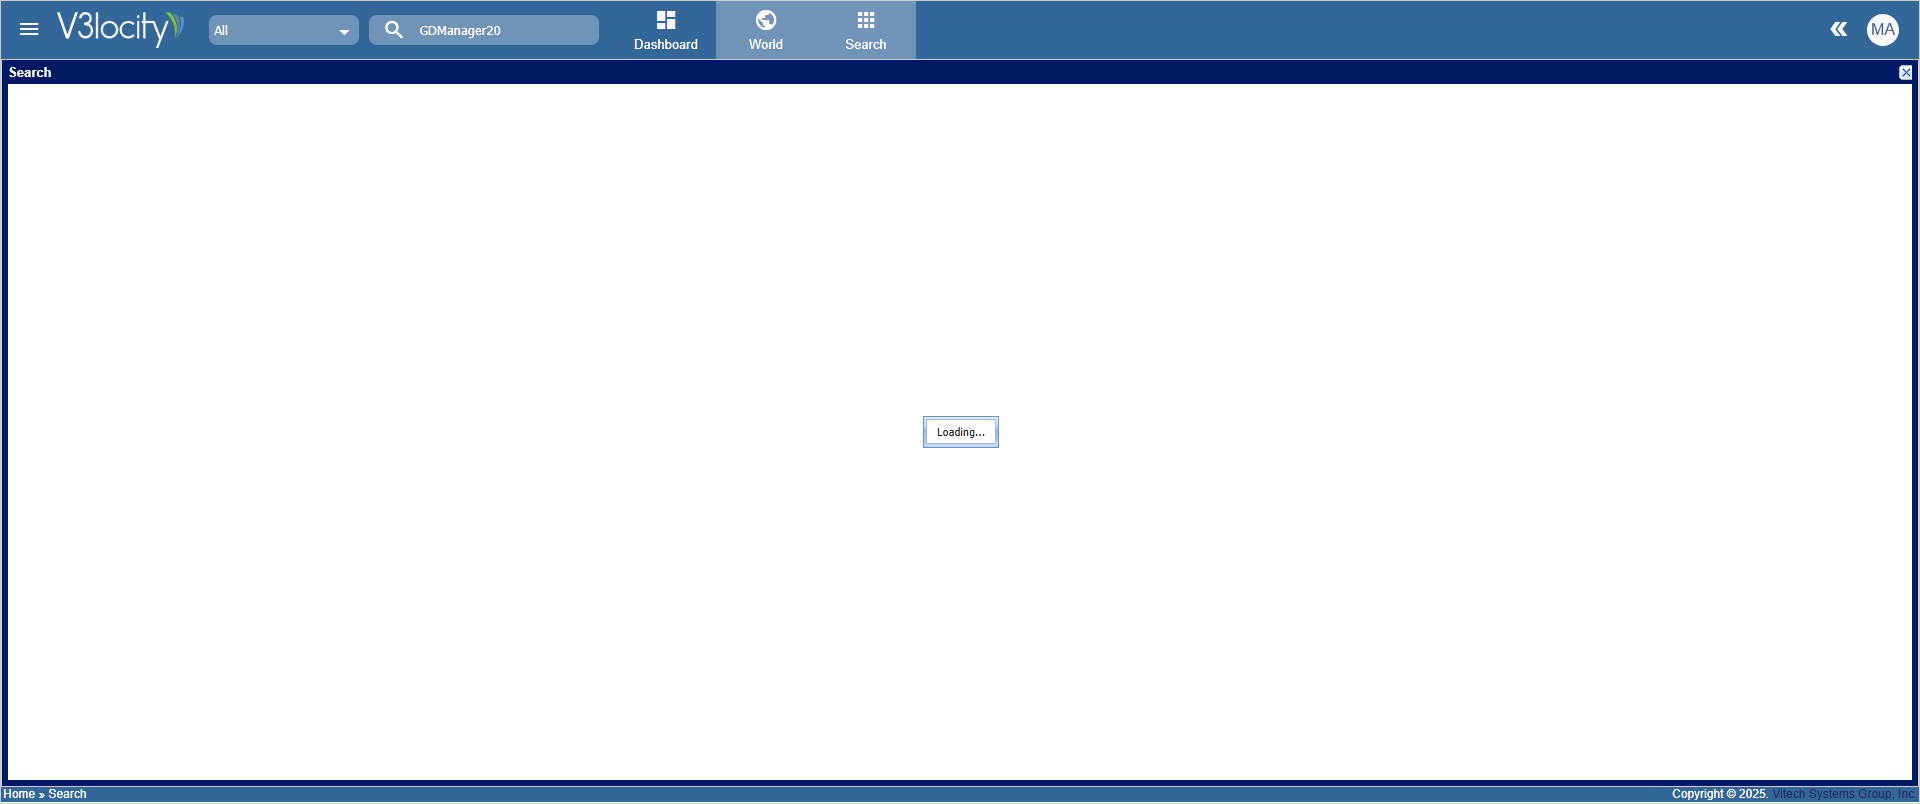 V3locity
All
GDManager20
Dashboard
World
Search
MA
Search
Loading...
Home » Search
Copyright © 2025. Vitech Systems Group, Inc.